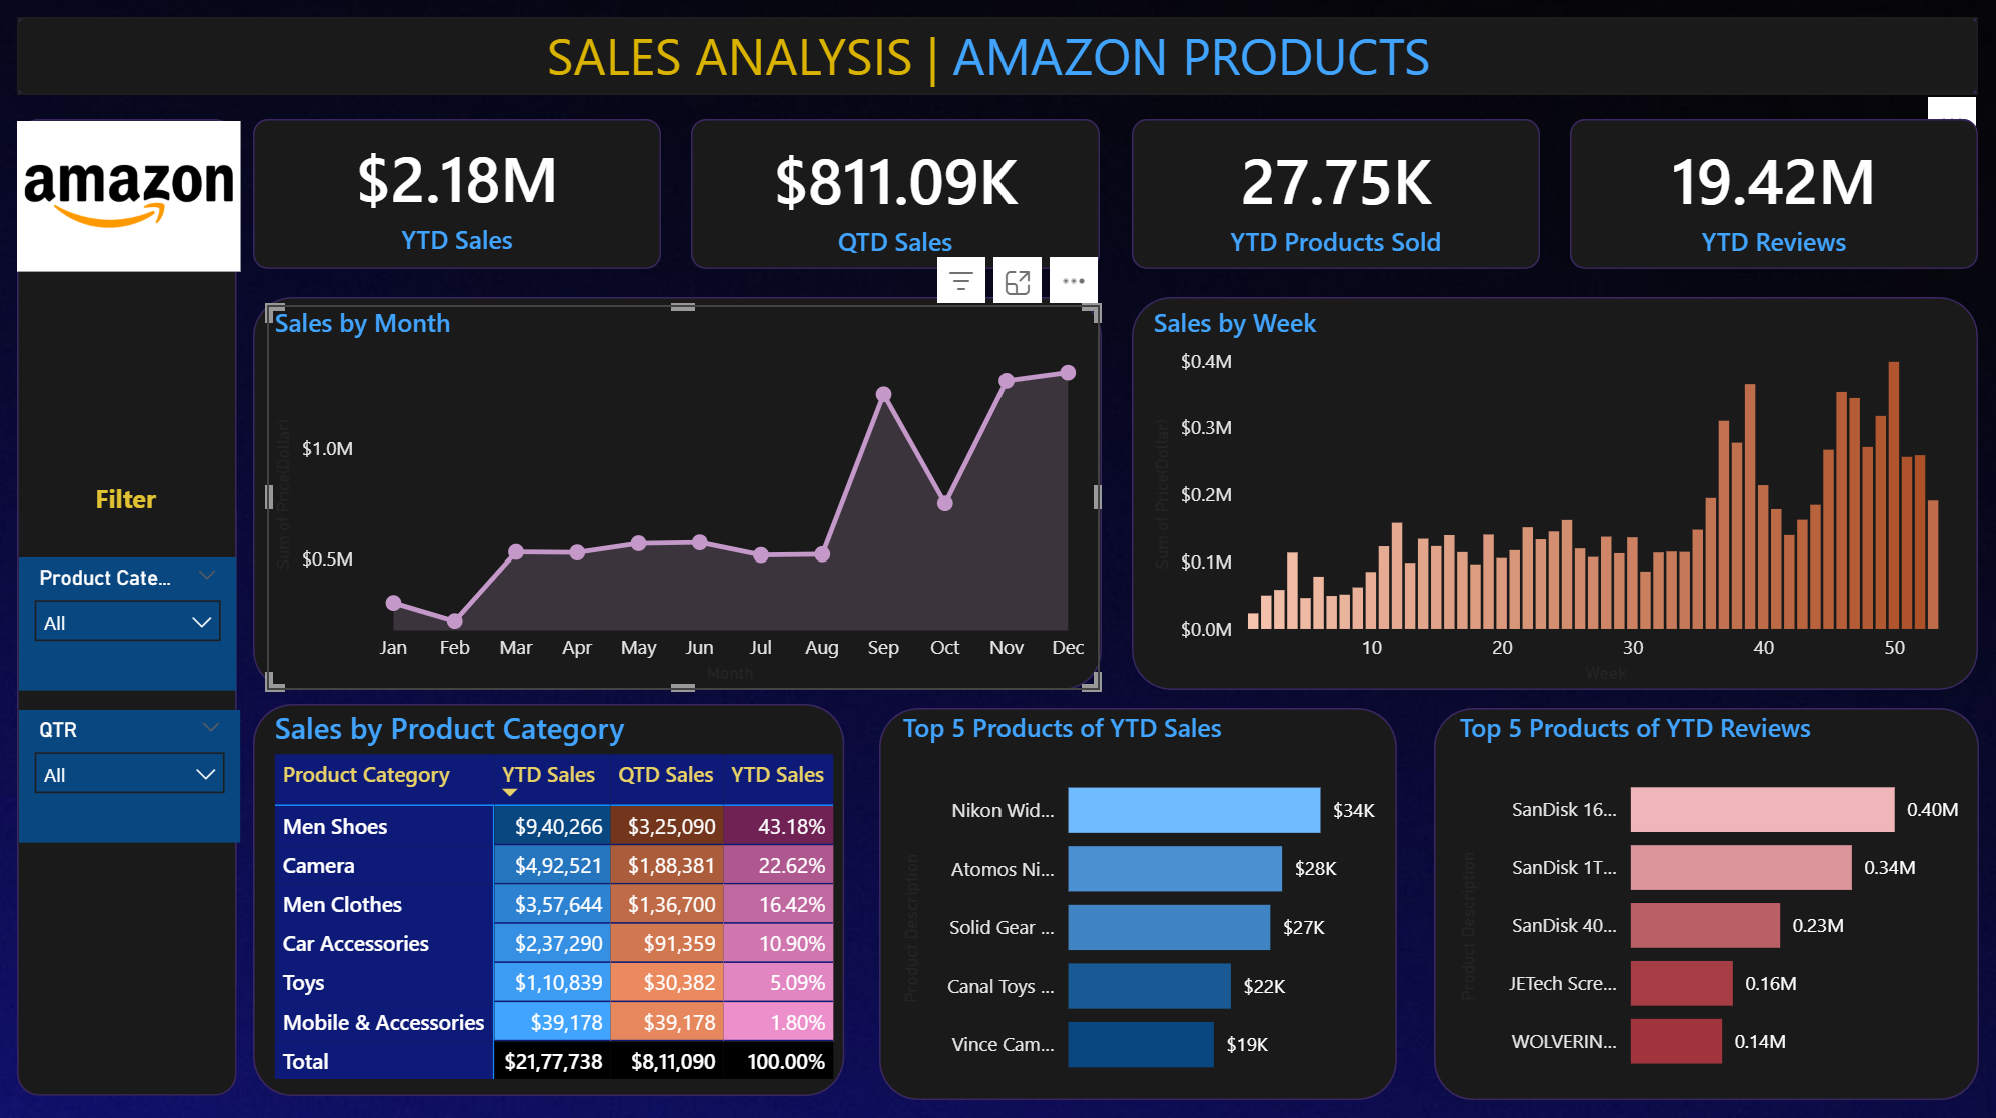 SALES ANALYSIS | AMAZON PRODUCTS
amazon
$2.18M
YTD Sales
$811.09K
QTD Sales
27.75K
YTD Products Sold
19.42M
YTD Reviews
Filter
Product Cate...
All
QTR
All
Sales by Month
Sum of Price(Dollar)
$1.0M
$0.5M
Jan Feb Mar Apr May Jun Jul Aug Sep Oct Nov Dec
Month
Sales by Week
Sum of Price(Dollar)
$0.4M
$0.3M
$0.2M
$0.1M
$0.0M
10 20 30 40 50
Week
Sales by Product Category
Product Category YTD Sales QTD Sales YTD Sales
Men Shoes $9,40,266 $3,25,090 43.18%
Camera $4,92,521 $1,88,381 22.62%
Men Clothes $3,57,644 $1,36,700 16.42%
Car Accessories $2,37,290 $91,359 10.90%
Toys $1,10,839 $30,382 5.09%
Mobile & Accessories $39,178 $39,178 1.80%
Total $21,77,738 $8,11,090 100.00%
Top 5 Products of YTD Sales
Product Description
Nikon Wid... $34K
Atomos Ni... $28K
Solid Gear ... $27K
Canal Toys ... $22K
Vince Cam... $19K
Top 5 Products of YTD Reviews
Product Description
SanDisk 16... 0.40M
SanDisk 1T... 0.34M
SanDisk 40... 0.23M
JETech Scre... 0.16M
WOLVERIN... 0.14M